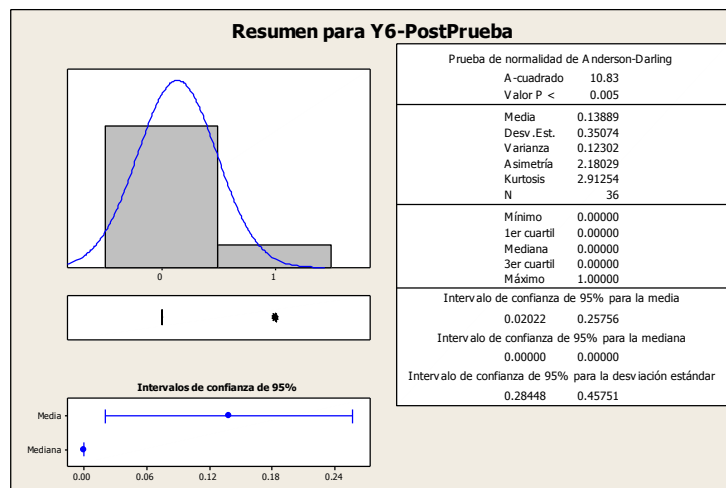 Resumen para Y6-PostPrueba
0 1
Intervalos de confianza de 95%
Media
Mediana
0.00 0.06 0.12 0.18 0.24
Prueba de normalidad de Anderson-Darling
A-cuadrado 10.83
Valor P < 0.005
Media 0.13889
Desv.Est. 0.35074
Varianza 0.12302
Asimetría 2.18029
Kurtosis 2.91254
N 36
Mínimo 0.00000
1er cuartil 0.00000
Mediana 0.00000
3er cuartil 0.00000
Máximo 1.00000
Intervalo de confianza de 95% para la media
0.02022 0.25756
Intervalo de confianza de 95% para la mediana
0.00000 0.00000
Intervalo de confianza de 95% para la desviación estándar
0.28448 0.45751